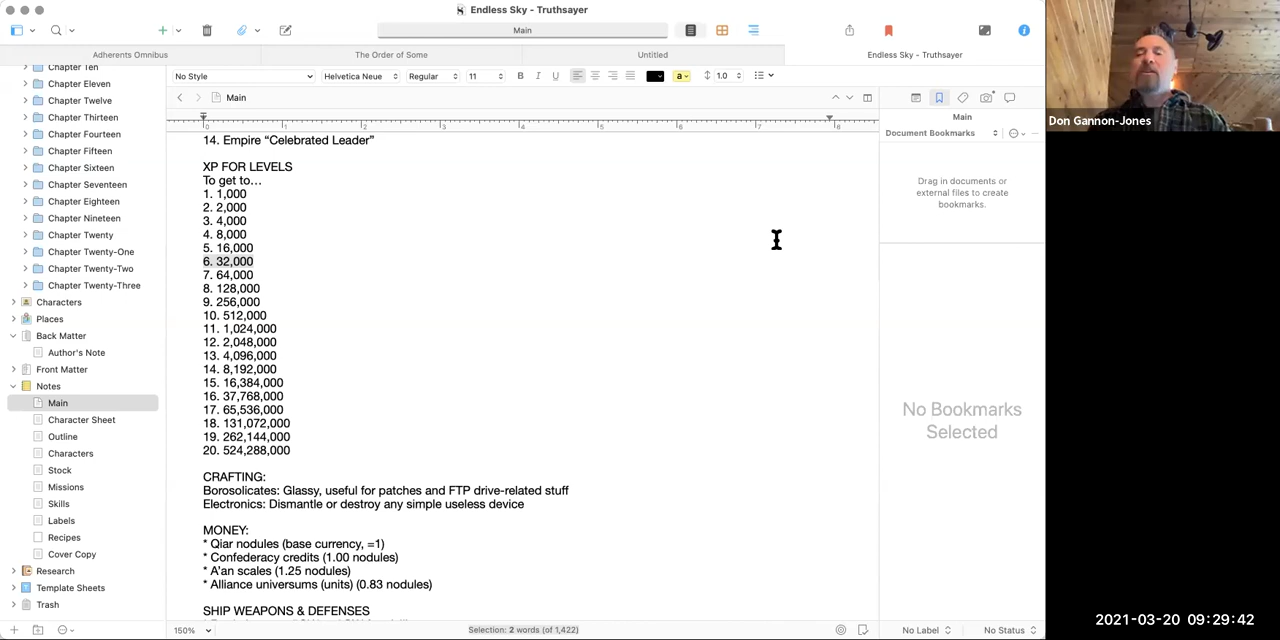 Endless Sky - Truthsayer
Main
Adherents Omnibus
The Order of Some
Untitled
Endless Sky - Truthsayer
No Style
Helvetica Neue
Regular
11
B I U
a
1.0
Main
0 1 2 3 4 5 6 7 8
Chapter Ten
Chapter Eleven
Chapter Twelve
Chapter Thirteen
Chapter Fourteen
Chapter Fifteen
Chapter Sixteen
Chapter Seventeen
Chapter Eighteen
Chapter Nineteen
Chapter Twenty
Chapter Twenty-One
Chapter Twenty-Two
Chapter Twenty-Three
Characters
Places
Back Matter
Author's Note
Front Matter
Notes
Main
Character Sheet
Outline
Characters
Stock
Missions
Skills
Labels
Recipes
Cover Copy
Research
Template Sheets
Trash
14. Empire “Celebrated Leader”
XP FOR LEVELS
To get to…
1. 1,000
2. 2,000
3. 4,000
4. 8,000
5. 16,000
6. 32,000
7. 64,000
8. 128,000
9. 256,000
10. 512,000
11. 1,024,000
12. 2,048,000
13. 4,096,000
14. 8,192,000
15. 16,384,000
16. 37,768,000
17. 65,536,000
18. 131,072,000
19. 262,144,000
20. 524,288,000
CRAFTING:
Borosolicates: Glassy, useful for patches and FTP drive-related stuff
Electronics: Dismantle or destroy any simple useless device
MONEY:
* Qiar nodules (base currency, =1)
* Confederacy credits (1.00 nodules)
* A’an scales (1.25 nodules)
* Alliance universums (units) (0.83 nodules)
SHIP WEAPONS & DEFENSES
150%
Selection: 2 words (of 1,422)
Main
Document Bookmarks
Drag in documents or
external files to create
bookmarks.
No Bookmarks
Selected
No Label
No Status
Don Gannon-Jones
2021-03-20 09:29:42